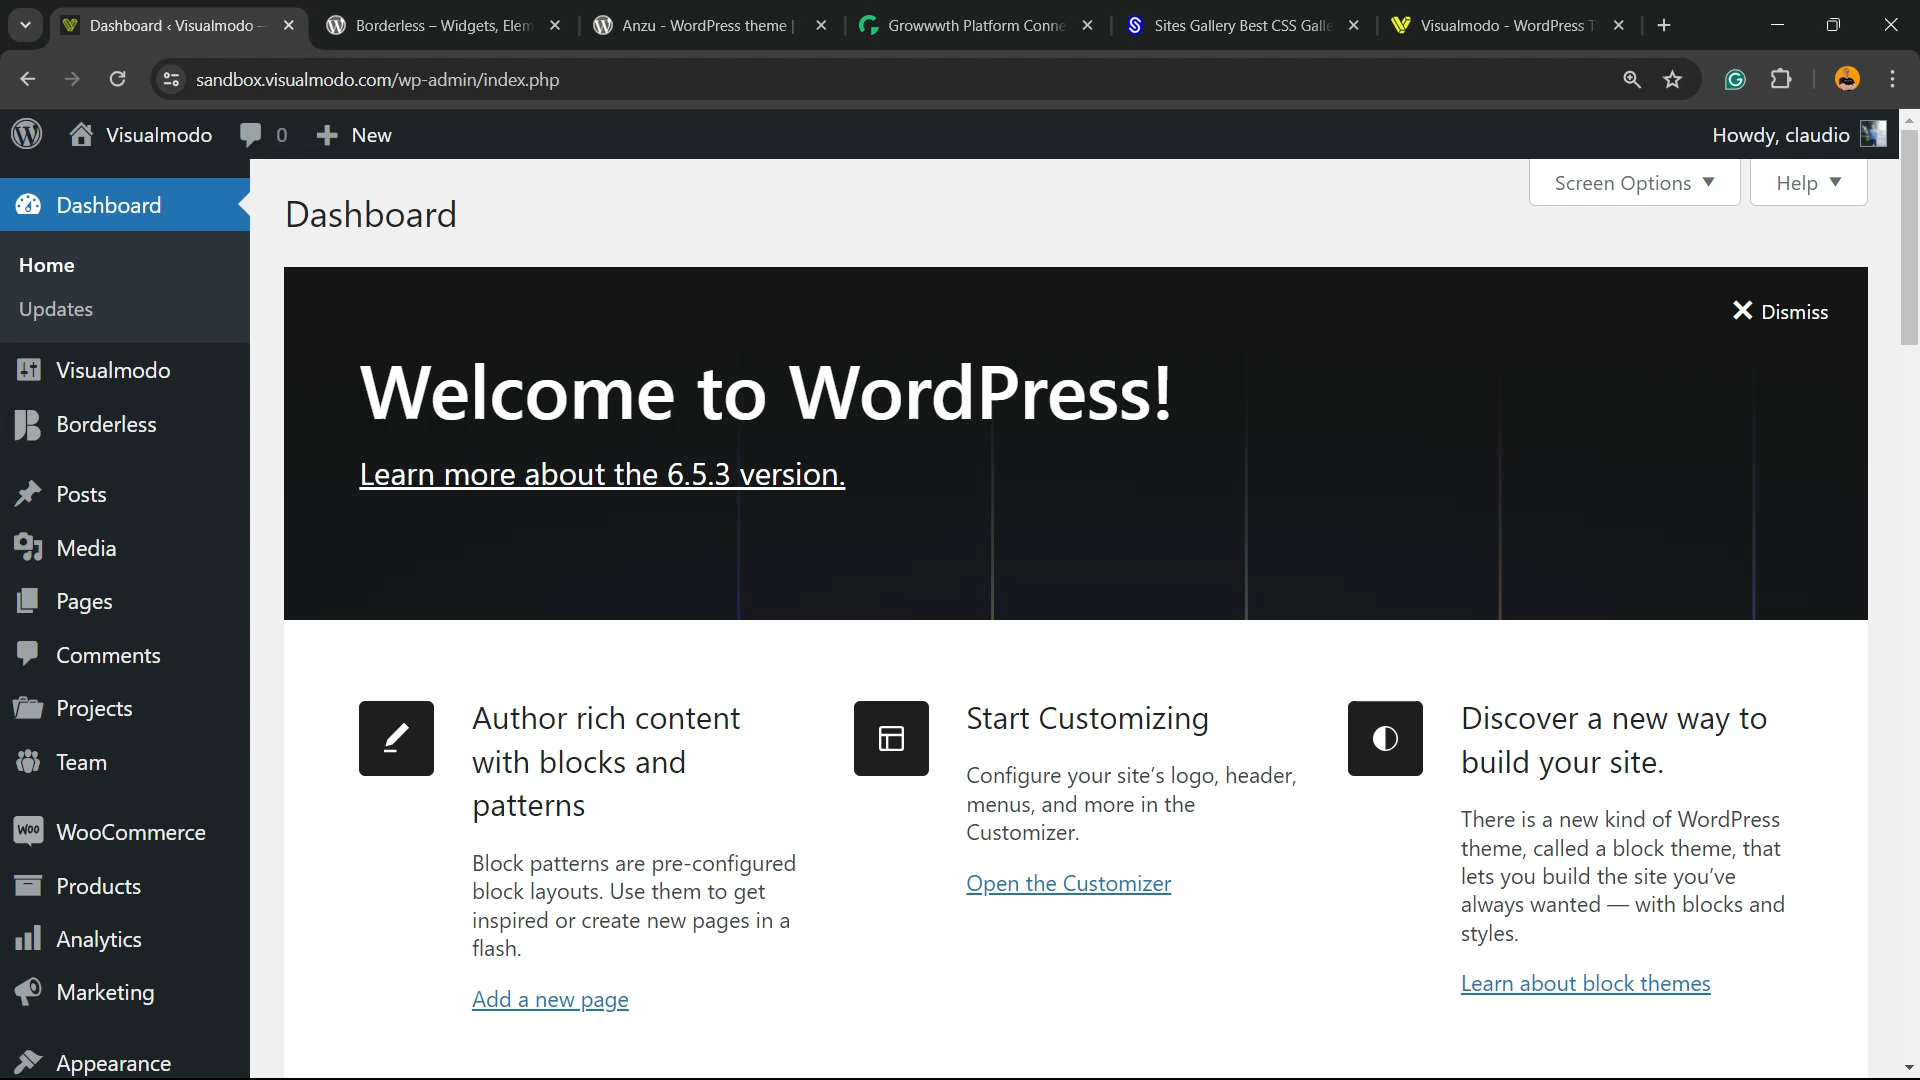 Dashboard ‹ Visualmodo –
Borderless – Widgets, Elem
Anzu - WordPress theme |
Growwwth Platform Conne
Sites Gallery Best CSS Galle
Visualmodo - WordPress T
sandbox.visualmodo.com/wp-admin/index.php
Visualmodo
0
New
Howdy, claudio
Screen Options
Help
Dashboard
Dashboard
Home
Updates
Visualmodo
Borderless
Posts
Media
Pages
Comments
Projects
Team
Woo
WooCommerce
Products
Analytics
Marketing
Appearance
Dismiss
Welcome to WordPress!
Learn more about the 6.5.3 version.
Author rich content
with blocks and
patterns
Block patterns are pre-configured
block layouts. Use them to get
inspired or create new pages in a
flash.
Add a new page
Start Customizing
Configure your site's logo, header,
menus, and more in the
Customizer.
Open the Customizer
Discover a new way to
build your site.
There is a new kind of WordPress
theme, called a block theme, that
lets you build the site you've
always wanted — with blocks and
styles.
Learn about block themes